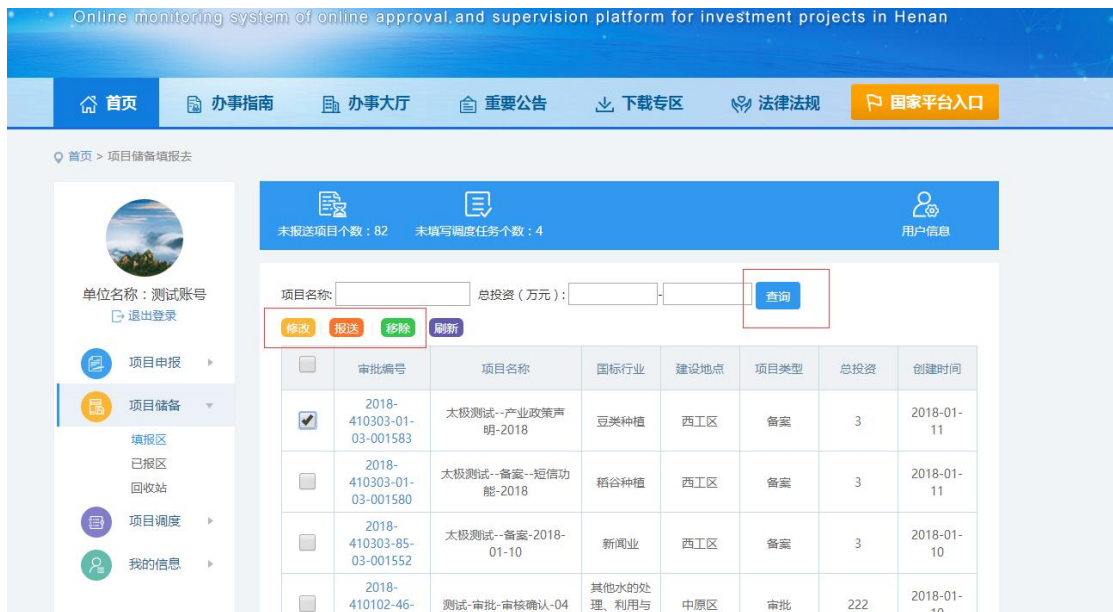 Online monitoring system of online approval and supervision platform for investment projects in Henan
首页 办事指南 办事大厅 重要公告 下载专区 法律法规 国家平台入口
首页 > 项目储备填报去
未报送项目个数：82 未填写调度任务个数：4 用户信息
单位名称：测试账号
退出登录
项目申报
项目储备
填报区
已报区
回收站
项目调度
我的信息
项目名称: 总投资（万元）: - 查询
修改 报送 移除 刷新
审批编号 项目名称 国标行业 建设地点 项目类型 总投资 创建时间
2018-
410303-01-
03-001583
太极测试--产业政策声
明-2018
豆类种植 西工区 备案 3
2018-01-
11
2018-
410303-01-
03-001580
太极测试--备案--短信功
能-2018
稻谷种植 西工区 备案 3
2018-01-
11
2018-
410303-85-
03-001552
太极测试--备案-2018-
01-10
新闻业 西工区 备案 3
2018-01-
10
2018-
410102-46-
测试-审批-审核确认-04
其他水的处
理、利用与
中原区 审批 222
2018-01-
10